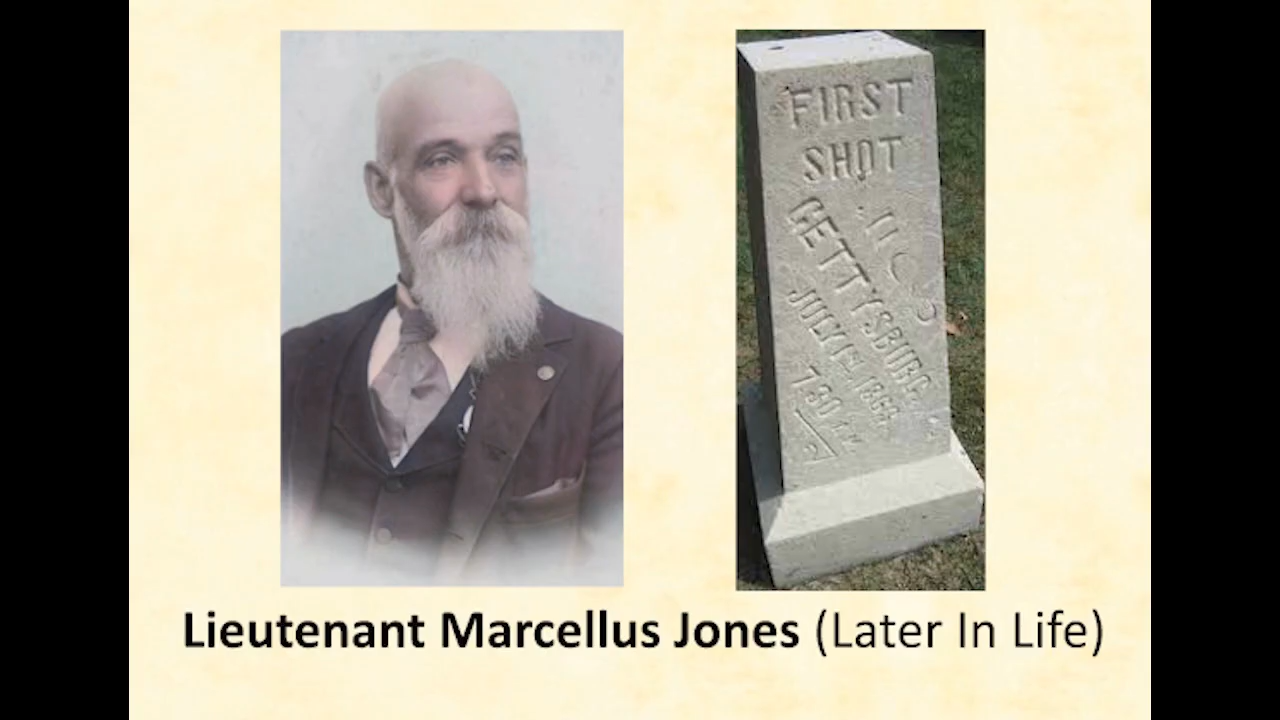 FIRST
SHOT
GETTYSBURG
JULY 1st, 1863,
7.30
Lieutenant Marcellus Jones (Later In Life)